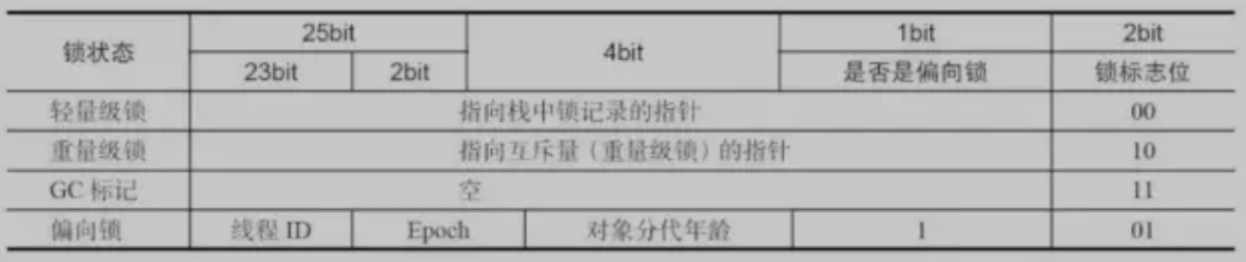 锁状态 25bit 4bit 1bit 2bit
23bit 2bit 是否是偏向锁 锁标志位
轻量级锁 指向栈中锁记录的指针 00
重量级锁 指向互斥量(重量级锁)的指针 10
GC 标记 空 11
偏向锁 线程 ID Epoch 对象分代年龄 1 01